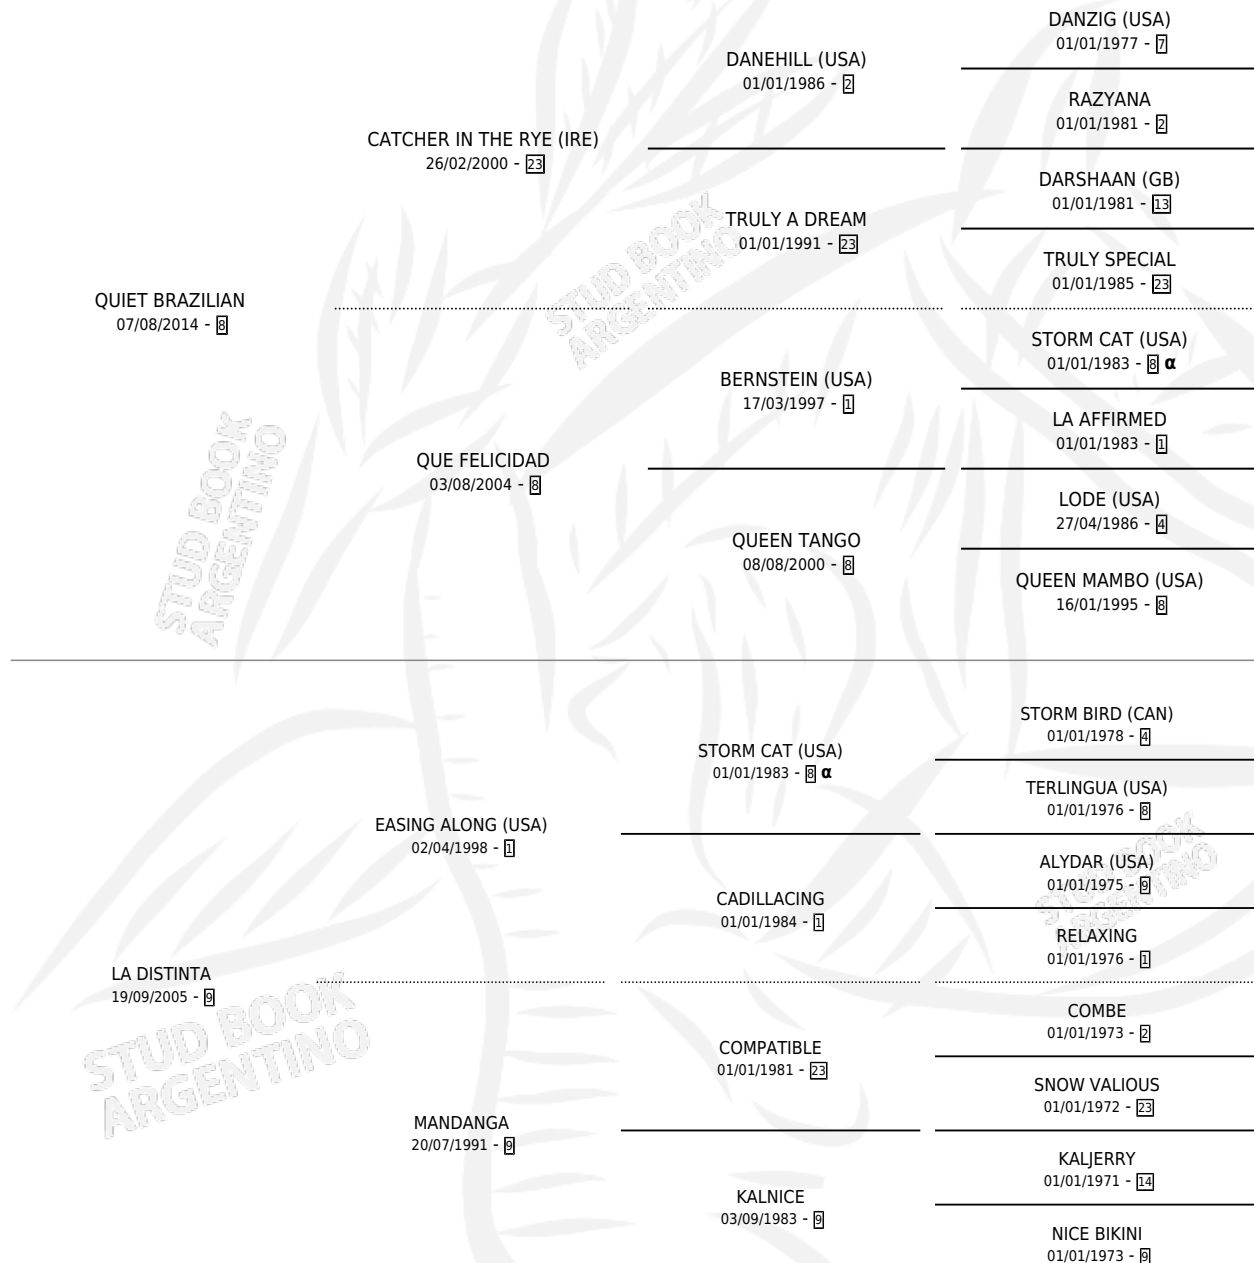 DANZIG (USA)
01/01/1977 - 7
DANEHILL (USA)
01/01/1986 - 2
RAZYANA
01/01/1981 - 2
CATCHER IN THE RYE (IRE)
26/02/2000 - 23
DARSHAAN (GB)
01/01/1981 - 13
TRULY A DREAM
01/01/1991 - 23
TRULY SPECIAL
01/01/1985 - 23
QUIET BRAZILIAN
07/08/2014 - 8
STORM CAT (USA)
01/01/1983 - 8 α
BERNSTEIN (USA)
17/03/1997 - 1
LA AFFIRMED
01/01/1983 - 1
QUE FELICIDAD
03/08/2004 - 8
LODE (USA)
27/04/1986 - 4
QUEEN TANGO
08/08/2000 - 8
QUEEN MAMBO (USA)
16/01/1995 - 8
STORM BIRD (CAN)
01/01/1978 - 4
STORM CAT (USA)
01/01/1983 - 8 α
TERLINGUA (USA)
01/01/1976 - 8
EASING ALONG (USA)
02/04/1998 - 1
ALYDAR (USA)
01/01/1975 - 9
CADILLACING
01/01/1984 - 1
RELAXING
01/01/1976 - 1
LA DISTINTA
19/09/2005 - 9
COMBE
01/01/1973 - 2
COMPATIBLE
01/01/1981 - 23
SNOW VALIOUS
01/01/1972 - 23
MANDANGA
20/07/1991 - 9
KALJERRY
01/01/1971 - 14
KALNICE
03/09/1983 - 9
NICE BIKINI
01/01/1973 - 9
STUD BOOK
ARGENTINO
STUD BOOK
ARGENTINO
STUD BOOK
ARGENTINO
STUD BOOK
ARGENTINO